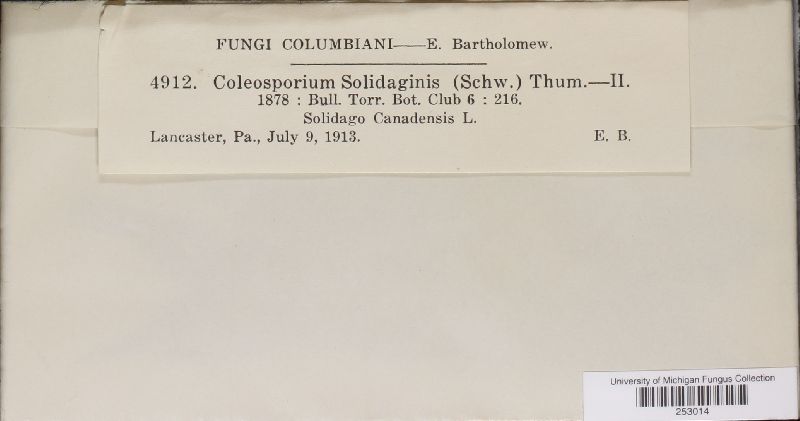 FUNGI COLUMBIANI——E. Bartholomew.
4912. Coleosporium Solidaginis (Schw.) Thum.—II.
1878 : Bull. Torr. Bot. Club 6 : 216.
Solidago Canadensis L.
Lancaster, Pa., July 9, 1913. E. B.
University of Michigan Fungus Collection
253014